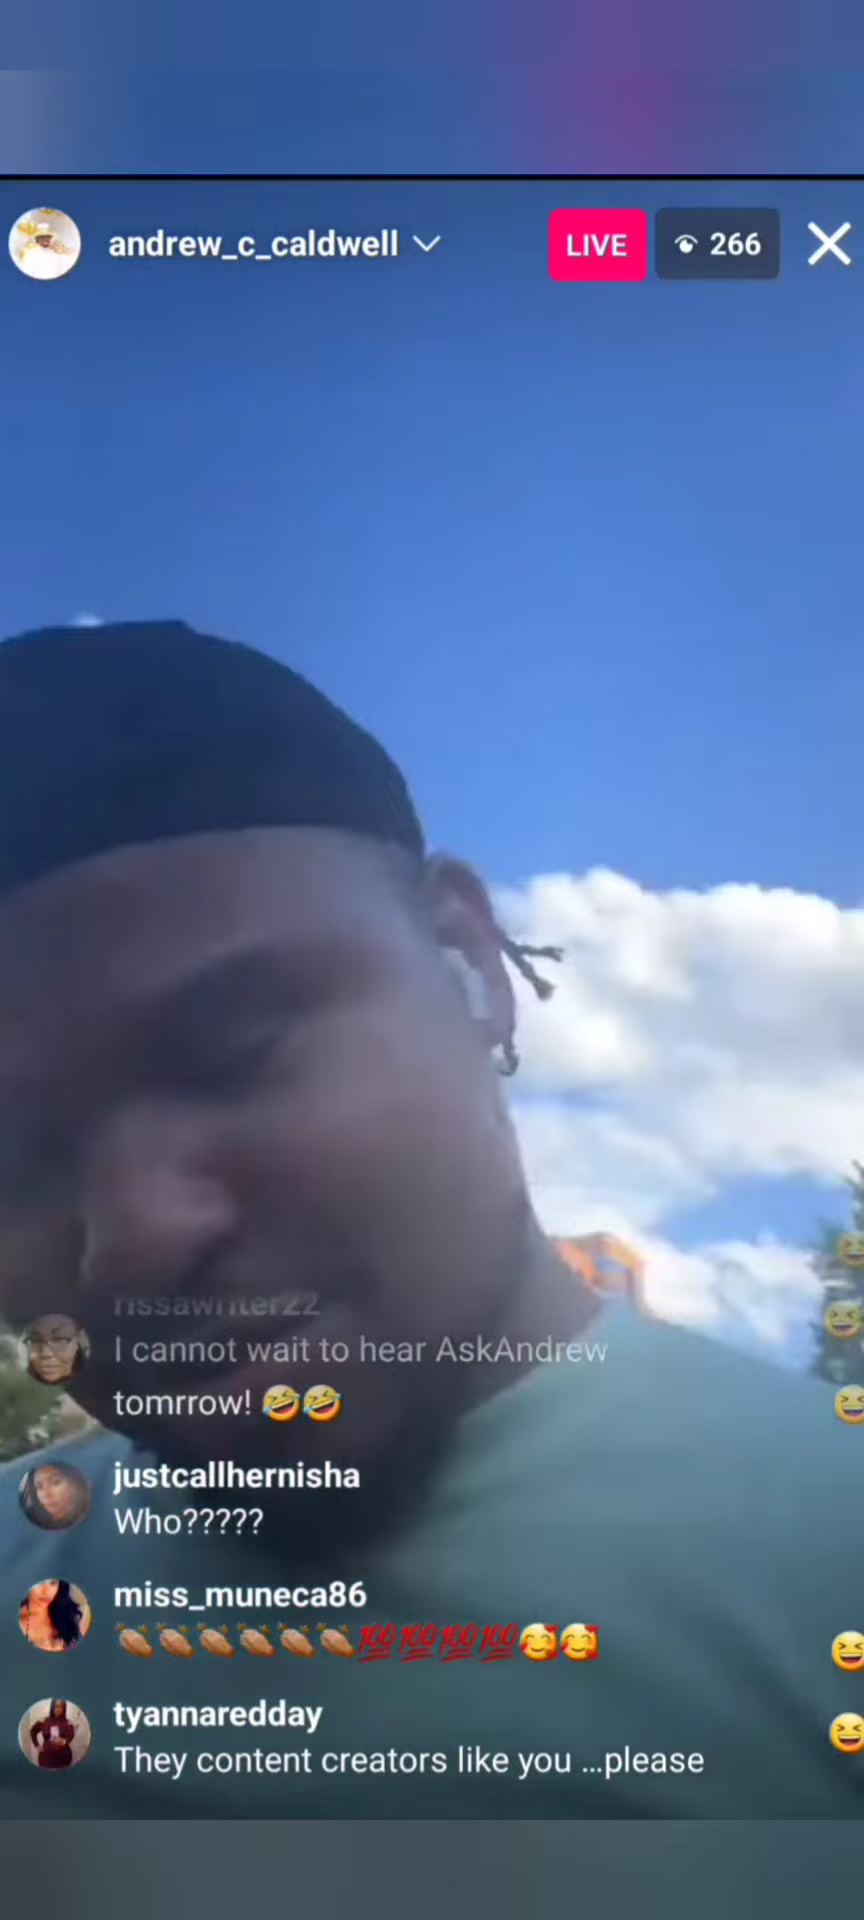 andrew_c_caldwell
LIVE 266
rissawriter22
I cannot wait to hear AskAndrew
tomrrow! 🤣🤣
justcallhernisha
Who?????
miss_muneca86
👏🏽👏🏽👏🏽👏🏽👏🏽👏🏽💯💯💯💯🥰🥰
tyannaredday
They content creators like you ...please